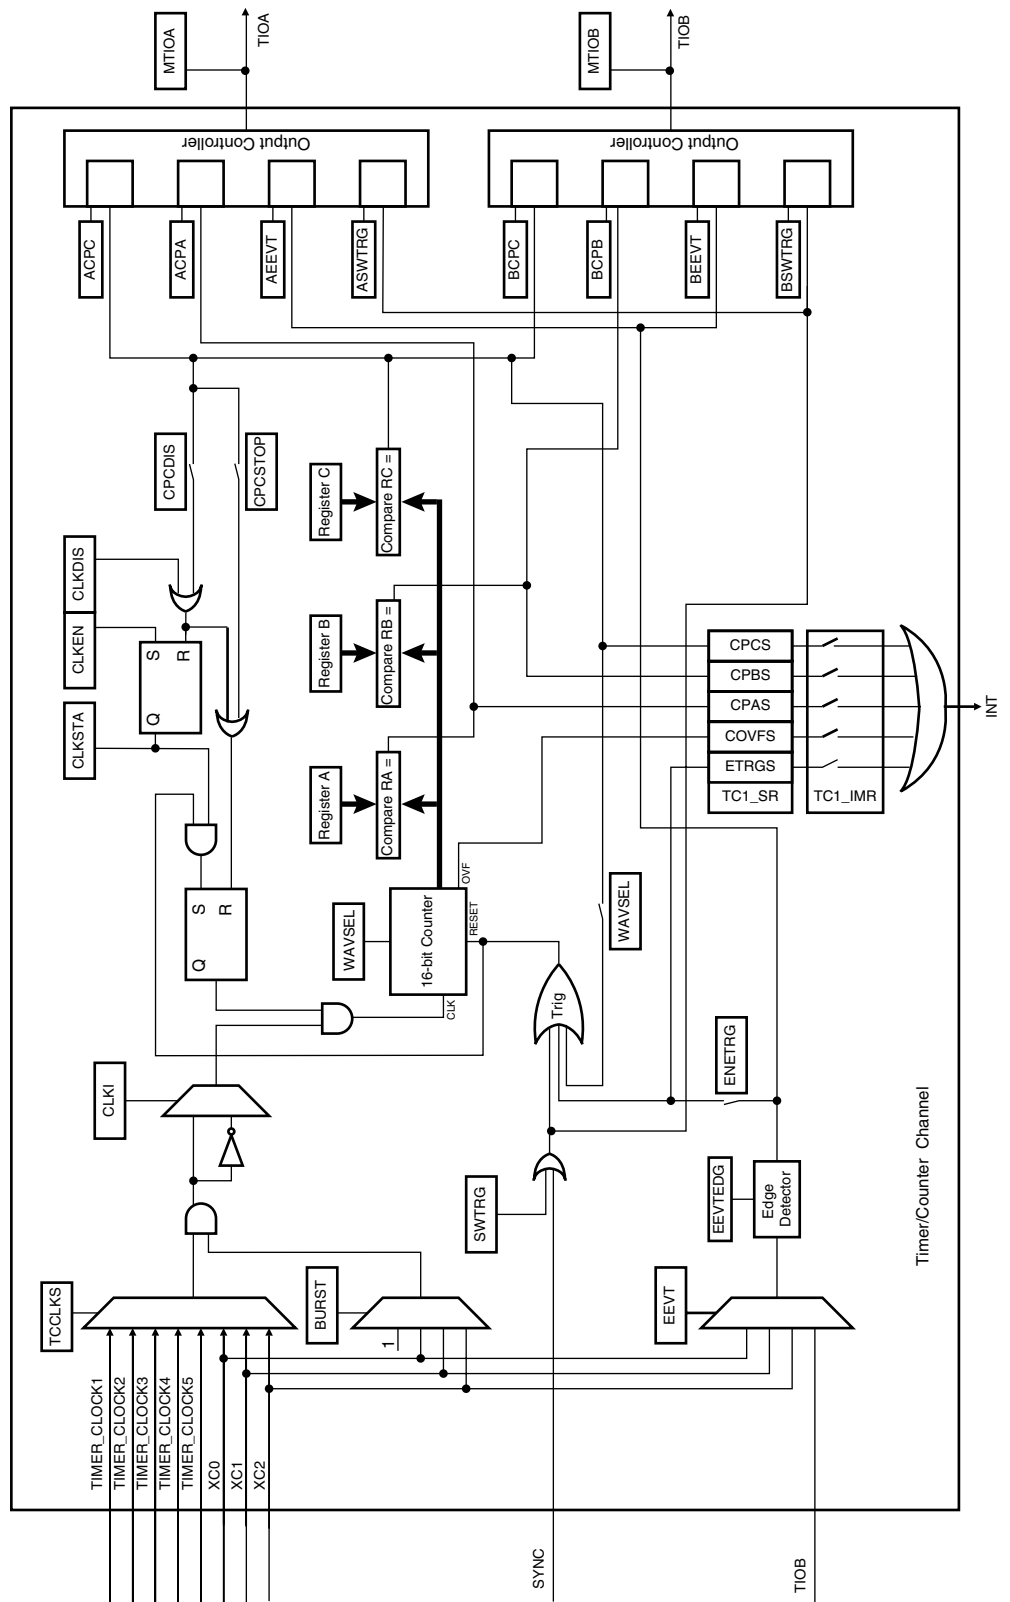 MTIOA
TIOA
MTIOB
TIOB
Output Controller
Output Controller
ACPC
ACPA
AEEVT
ASWTRG
BCPC
BCPB
BEEVT
BSWTRG
CPCDIS
CPCSTOP
CLKDIS
CLKEN
CLKSTA
S
R
Q
Register C
Compare RC =
Register B
Compare RB =
Register A
Compare RA =
CPCS
CPBS
CPAS
COVFS
ETRGS
TC1_SR
TC1_IMR
INT
S
R
Q
WAVSEL
16-bit Counter
OVF
RESET
CLK
WAVSEL
Trig
CLKI
ENETRG
SWTRG
EEVTEDG
Edge
Detector
Timer/Counter Channel
TCCLKS
BURST
1
EEVT
TIMER_CLOCK1
TIMER_CLOCK2
TIMER_CLOCK3
TIMER_CLOCK4
TIMER_CLOCK5
XC0
XC1
XC2
SYNC
TIOB